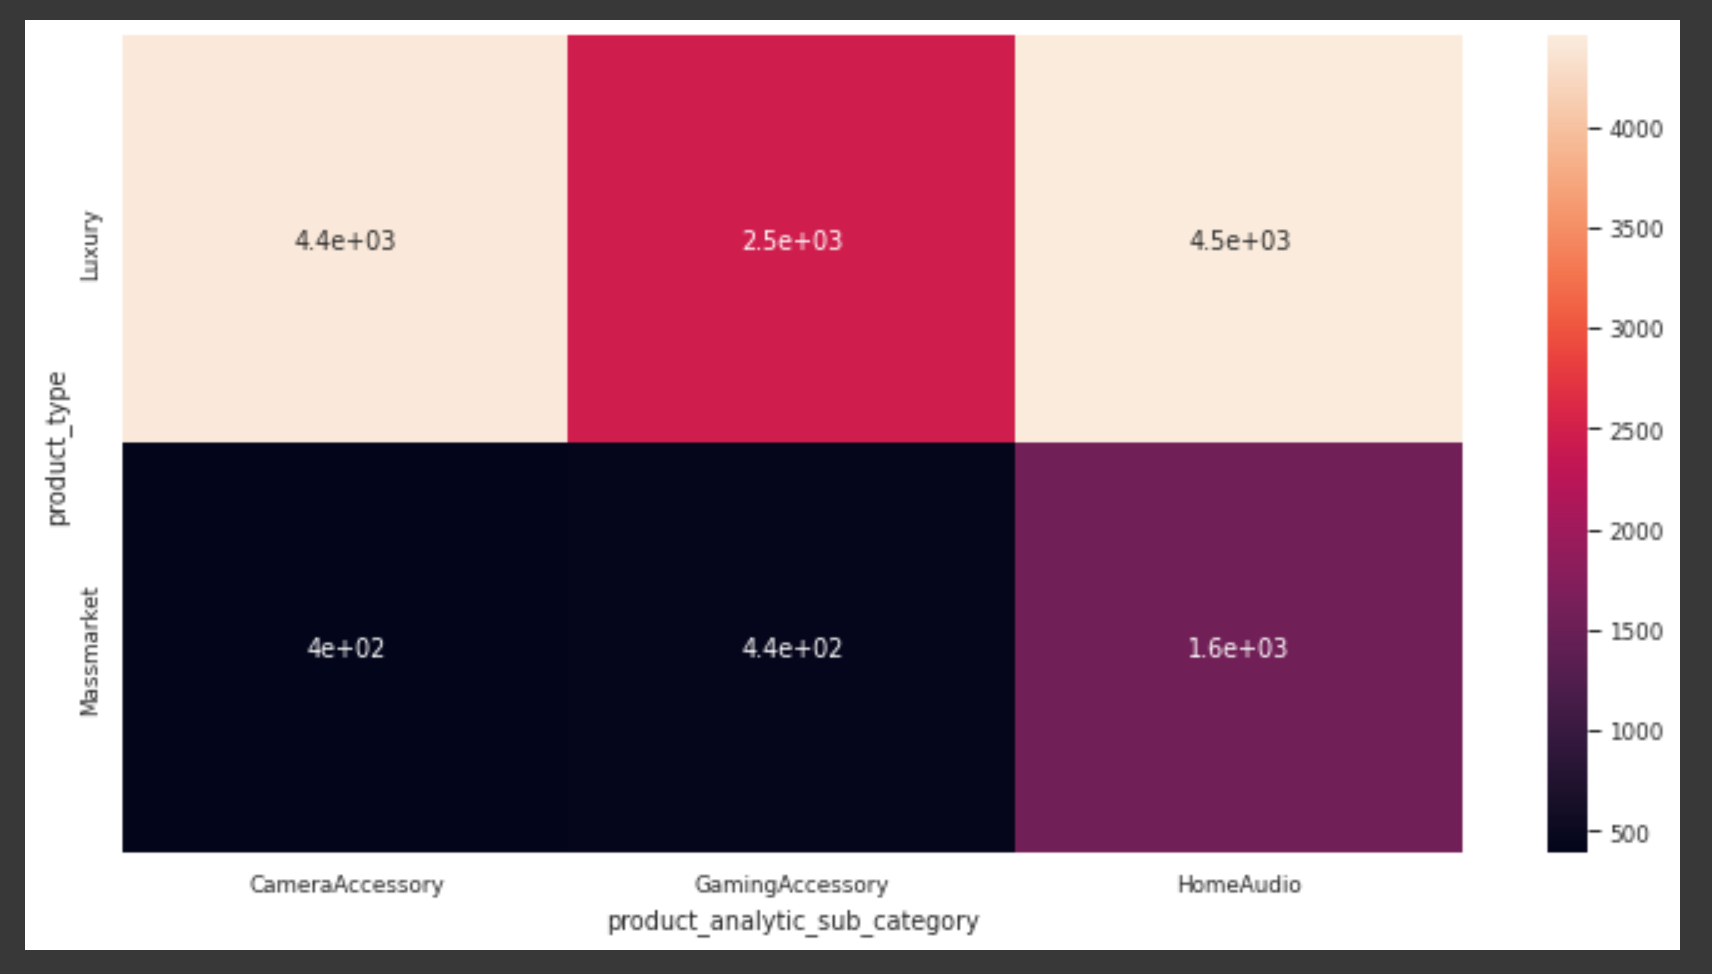 4000
3500
3000
2500
2000
1500
1000
500
Luxury
Massmarket
product_type
4.4e+03 2.5e+03 4.5e+03
4e+02 4.4e+02 1.6e+03
CameraAccessory GamingAccessory HomeAudio
product_analytic_sub_category